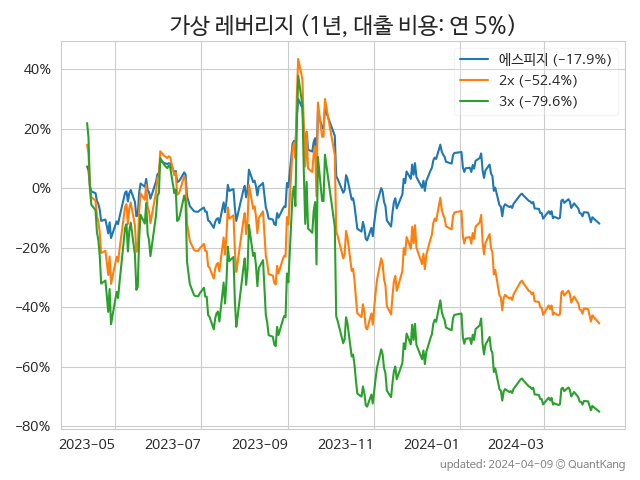 가상 레버리지 (1년, 대출 비용: 연 5%)
에스피지 (−17.9%)
2x (−52.4%)
3x (−79.6%)
40%
20%
0%
−20%
−40%
−60%
−80%
2023-05 2023-07 2023-09 2023-11 2024-01 2024-03
updated: 2024-04-09 © QuantKang